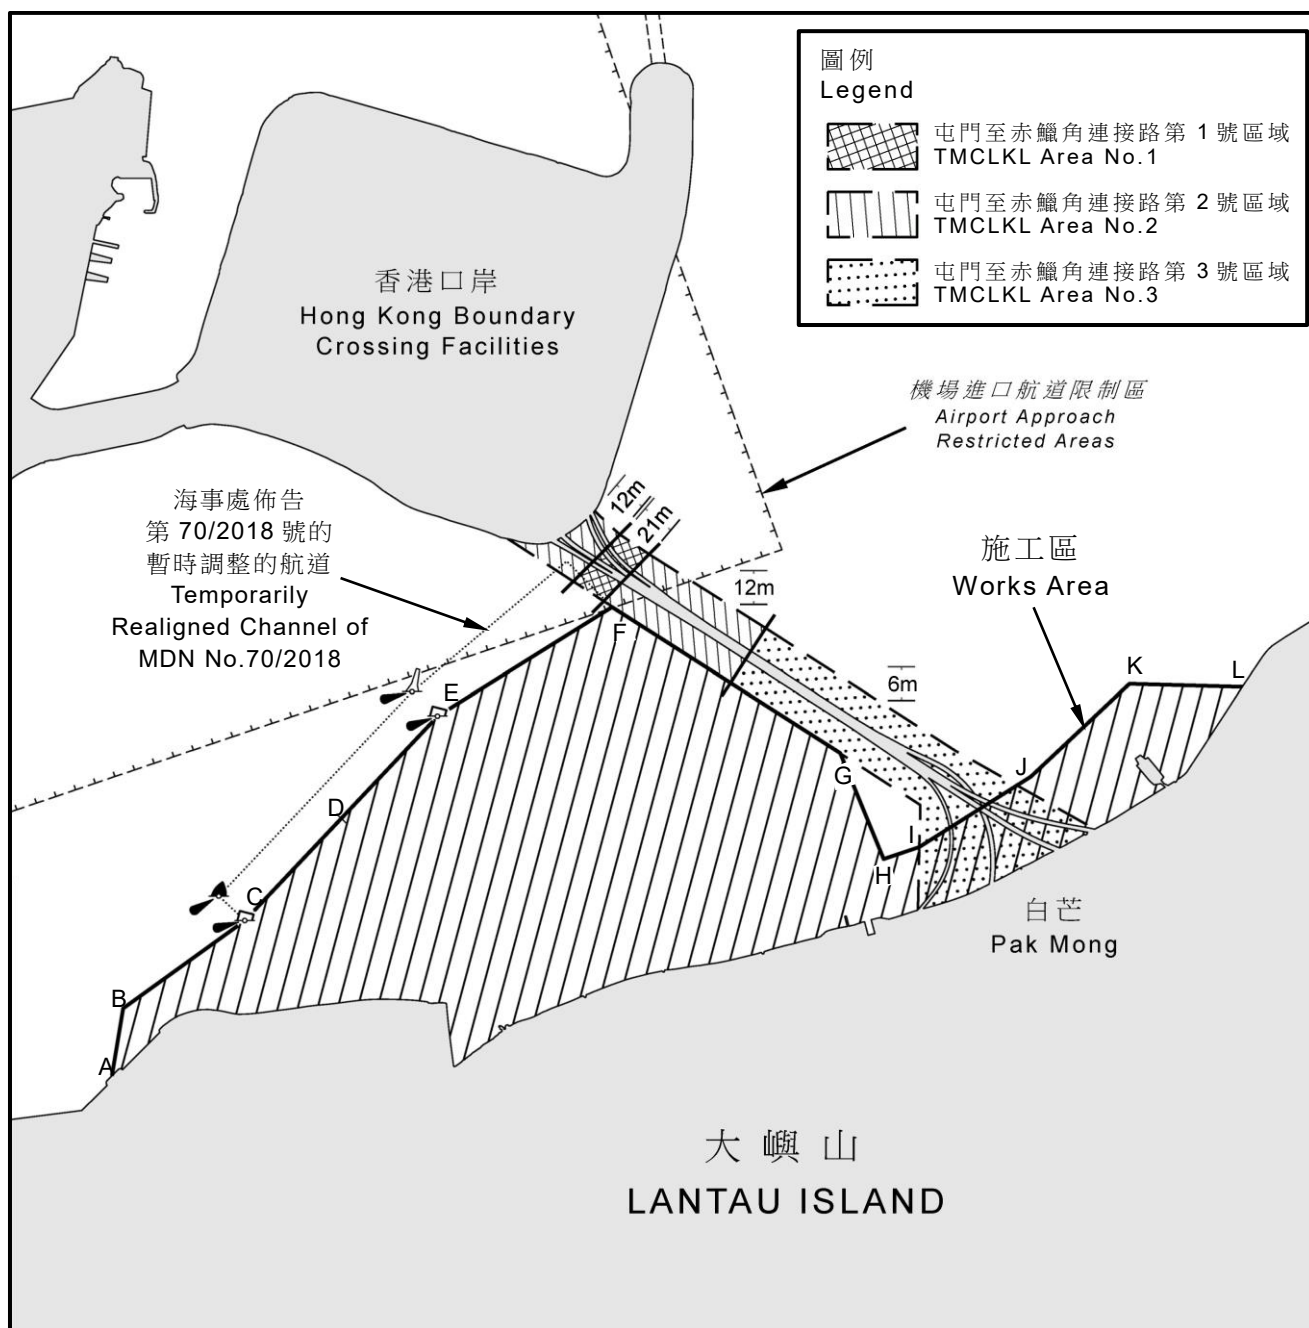 圖例
Legend
屯門至赤鱲角連接路第 1 號區域
TMCLKL Area No.1
屯門至赤鱲角連接路第 2 號區域
TMCLKL Area No.2
屯門至赤鱲角連接路第 3 號區域
TMCLKL Area No.3
香港口岸
Hong Kong Boundary
Crossing Facilities
機場進口航道限制區
Airport Approach
Restricted Areas
海事處佈告
第 70/2018 號的
暫時調整的航道
Temporarily
Realigned Channel of
MDN No.70/2018
12m
21m
12m
6m
施工區
Works Area
A
B
C
D
E
F
G
H
I
J
K
L
白芒
Pak Mong
大嶼山
LANTAU ISLAND